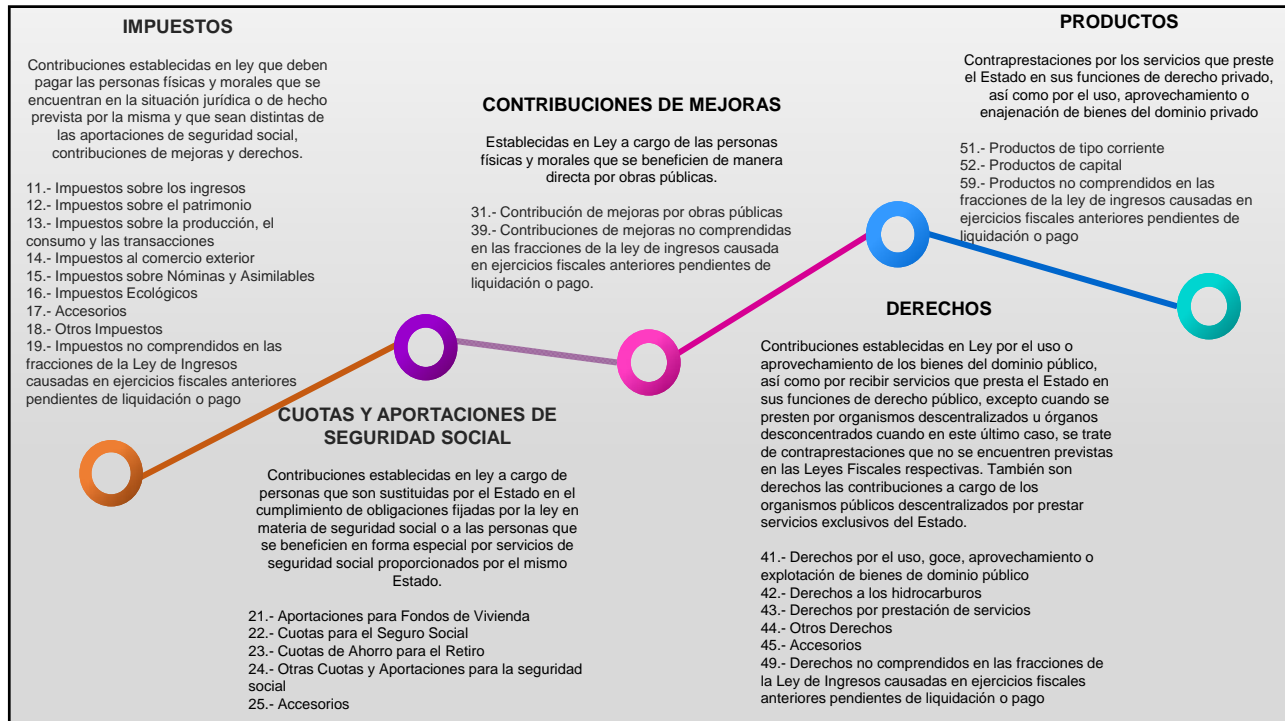 IMPUESTOS
Contribuciones establecidas en ley que deben
pagar las personas físicas y morales que se
encuentran en la situación jurídica o de hecho
prevista por la misma y que sean distintas de
las aportaciones de seguridad social,
contribuciones de mejoras y derechos.
11.- Impuestos sobre los ingresos
12.- Impuestos sobre el patrimonio
13.- Impuestos sobre la producción, el
consumo y las transacciones
14.- Impuestos al comercio exterior
15.- Impuestos sobre Nóminas y Asimilables
16.- Impuestos Ecológicos
17.- Accesorios
18.- Otros Impuestos
19.- Impuestos no comprendidos en las
fracciones de la Ley de Ingresos
causadas en ejercicios fiscales anteriores
pendientes de liquidación o pago
CUOTAS Y APORTACIONES DE
SEGURIDAD SOCIAL
Contribuciones establecidas en ley a cargo de
personas que son sustituidas por el Estado en el
cumplimiento de obligaciones fijadas por la ley en
materia de seguridad social o a las personas que
se beneficien en forma especial por servicios de
seguridad social proporcionados por el mismo
Estado.
21.- Aportaciones para Fondos de Vivienda
22.- Cuotas para el Seguro Social
23.- Cuotas de Ahorro para el Retiro
24.- Otras Cuotas y Aportaciones para la seguridad
social
25.- Accesorios
CONTRIBUCIONES DE MEJORAS
Establecidas en Ley a cargo de las personas
físicas y morales que se beneficien de manera
directa por obras públicas.
31.- Contribución de mejoras por obras públicas
39.- Contribuciones de mejoras no comprendidas
en las fracciones de la ley de ingresos causada
en ejercicios fiscales anteriores pendientes de
liquidación o pago.
DERECHOS
Contribuciones establecidas en Ley por el uso o
aprovechamiento de los bienes del dominio público,
así como por recibir servicios que presta el Estado en
sus funciones de derecho público, excepto cuando se
presten por organismos descentralizados u órganos
desconcentrados cuando en este último caso, se trate
de contraprestaciones que no se encuentren previstas
en las Leyes Fiscales respectivas. También son
derechos las contribuciones a cargo de los
organismos públicos descentralizados por prestar
servicios exclusivos del Estado.
41.- Derechos por el uso, goce, aprovechamiento o
explotación de bienes de dominio público
42.- Derechos a los hidrocarburos
43.- Derechos por prestación de servicios
44.- Otros Derechos
45.- Accesorios
49.- Derechos no comprendidos en las fracciones de
la Ley de Ingresos causadas en ejercicios fiscales
anteriores pendientes de liquidación o pago
PRODUCTOS
Contraprestaciones por los servicios que preste
el Estado en sus funciones de derecho privado,
así como por el uso, aprovechamiento o
enajenación de bienes del dominio privado
51.- Productos de tipo corriente
52.- Productos de capital
59.- Productos no comprendidos en las
fracciones de la ley de ingresos causadas en
ejercicios fiscales anteriores pendientes de
liquidación o pago